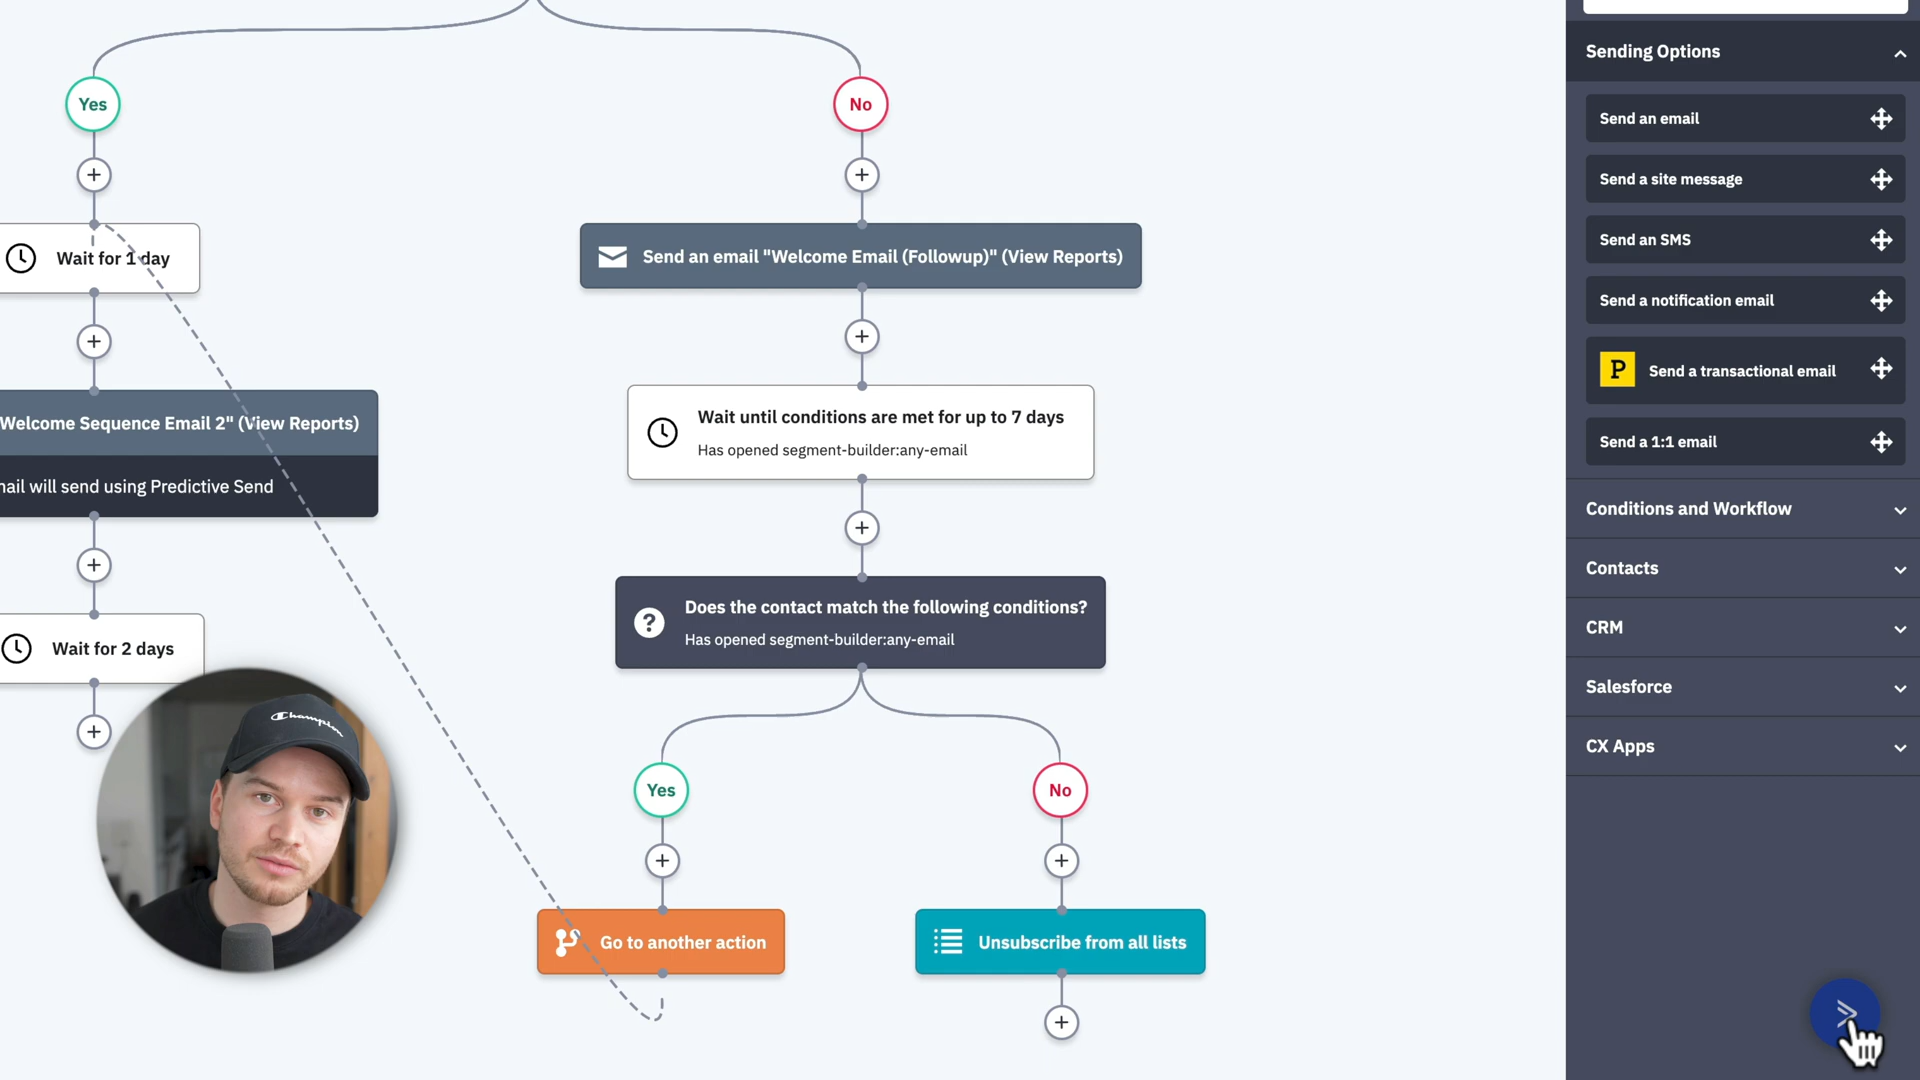 Yes
No
Wait for 1 day
Send an email "Welcome Email (Followup)" (View Reports)
Welcome Sequence Email 2" (View Reports)
Wait until conditions are met for up to 7 days
Has opened segment-builder:any-email
mail will send using Predictive Send
Does the contact match the following conditions?
Has opened segment-builder:any-email
Wait for 2 days
Champion
Yes
No
Go to another action
Unsubscribe from all lists
Sending Options
Send an email
Send a site message
Send an SMS
Send a notification email
P Send a transactional email
Send a 1:1 email
Conditions and Workflow
Contacts
CRM
Salesforce
CX Apps